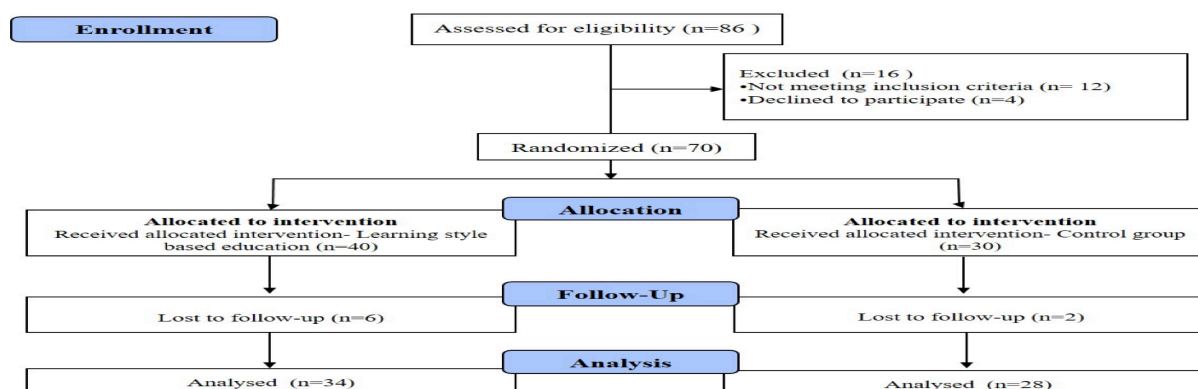 Enrollment
Assessed for eligibility (n=86 )
Excluded (n=16 )
•Not meeting inclusion criteria (n= 12)
•Declined to participate (n=4)
Randomized (n=70)
Allocation
Allocated to intervention
Received allocated intervention- Learning style
based education (n=40)
Allocated to intervention
Received allocated intervention- Control group
(n=30)
Follow-Up
Lost to follow-up (n=6)
Lost to follow-up (n=2)
Analysis
Analysed (n=34)
Analysed (n=28)